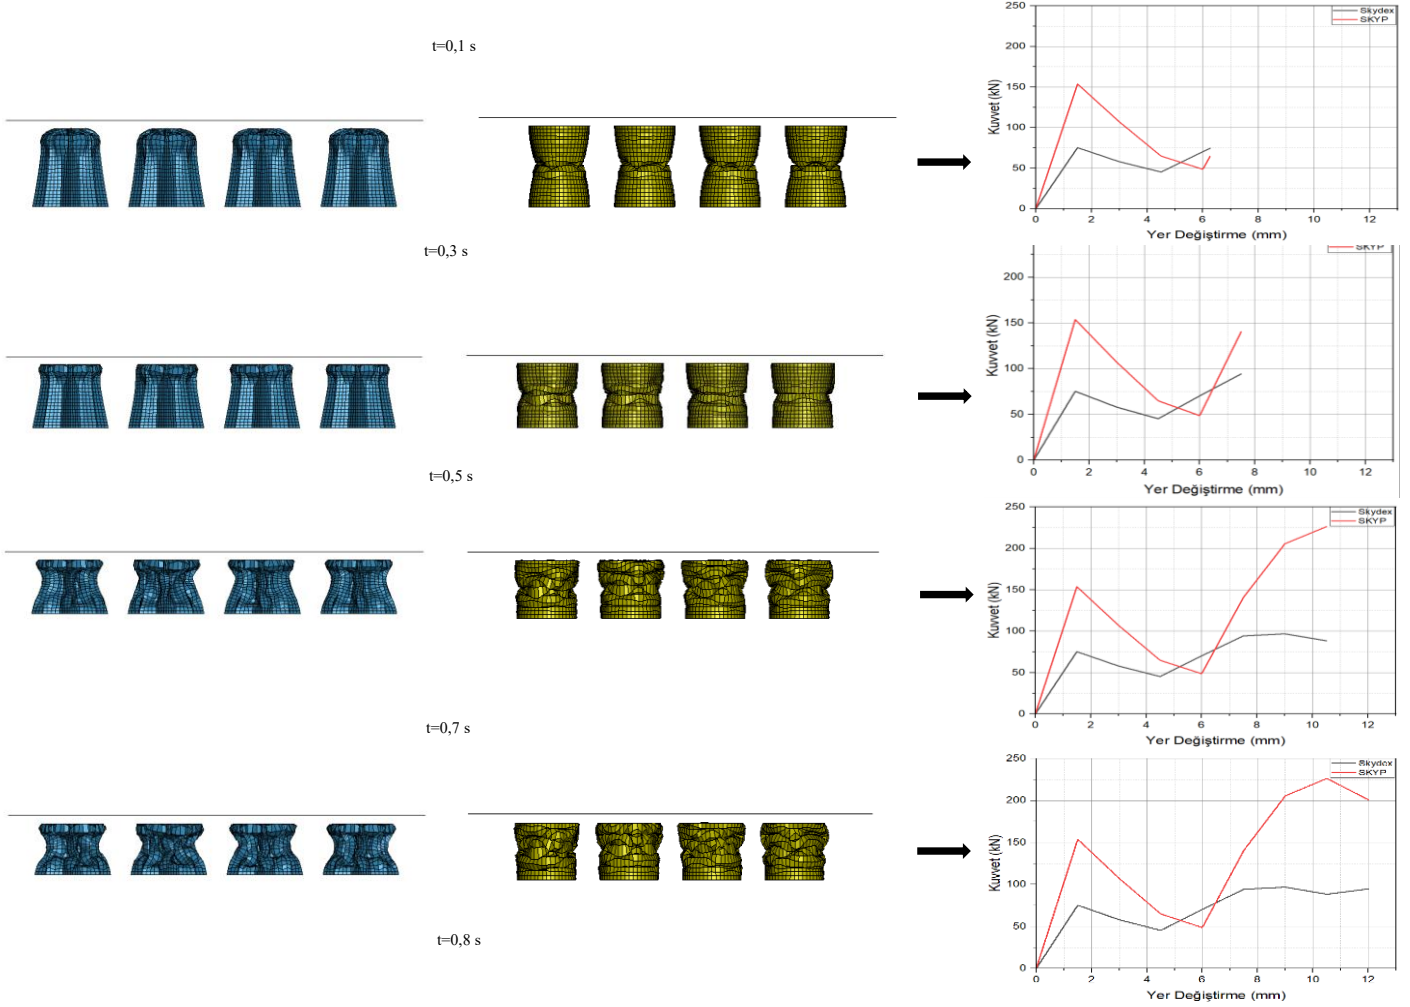 t=0,1 s
250
200
150
100
50
0
Kuvvet (kN)
Skydex
SKYP
0 2 4 6 8 10 12
Yer Değiştirme (mm)
t=0,3 s
SKYP
200
150
100
50
0
Kuvvet (kN)
0 2 4 6 8 10 12
Yer Değiştirme (mm)
t=0,5 s
250
200
150
100
50
0
Kuvvet (kN)
Skydex
SKYP
0 2 4 6 8 10 12
Yer Değiştirme (mm)
t=0,7 s
250
200
150
100
50
0
Kuvvet (kN)
Skydex
SKYP
0 2 4 6 8 10 12
Yer Değiştirme (mm)
t=0,8 s